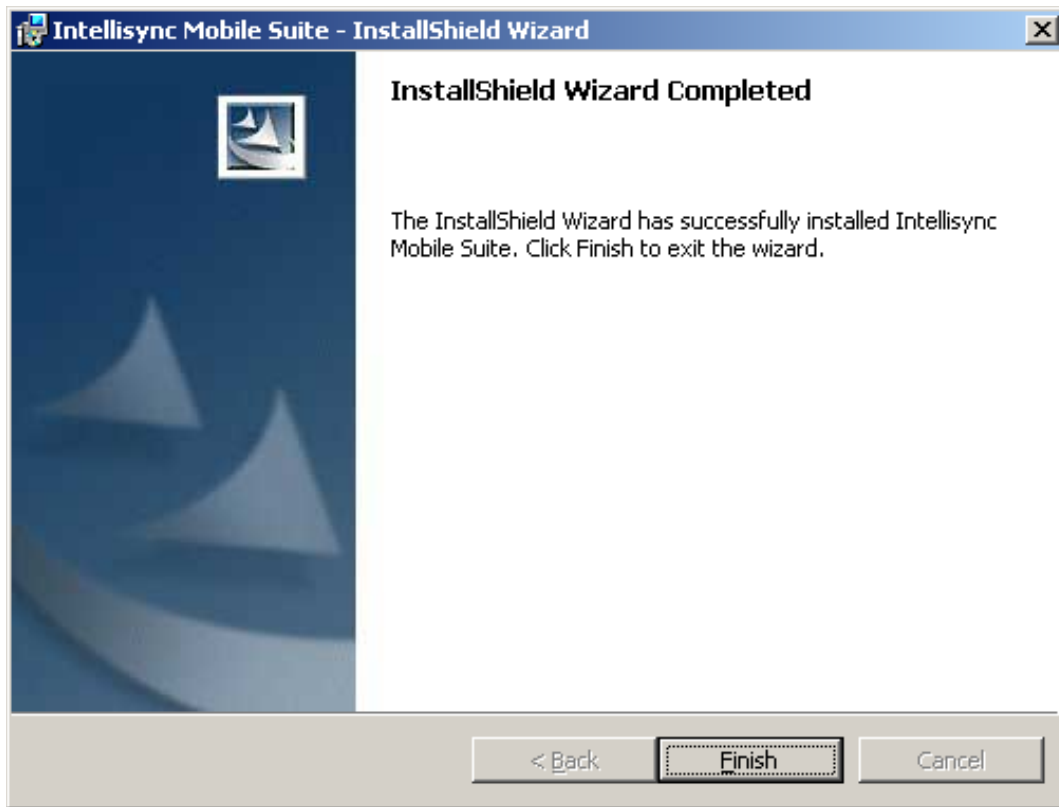 Intellisync Mobile Suite - InstallShield Wizard
InstallShield Wizard Completed
The InstallShield Wizard has successfully installed Intellisync
Mobile Suite. Click Finish to exit the wizard.
< Back
Finish
Cancel